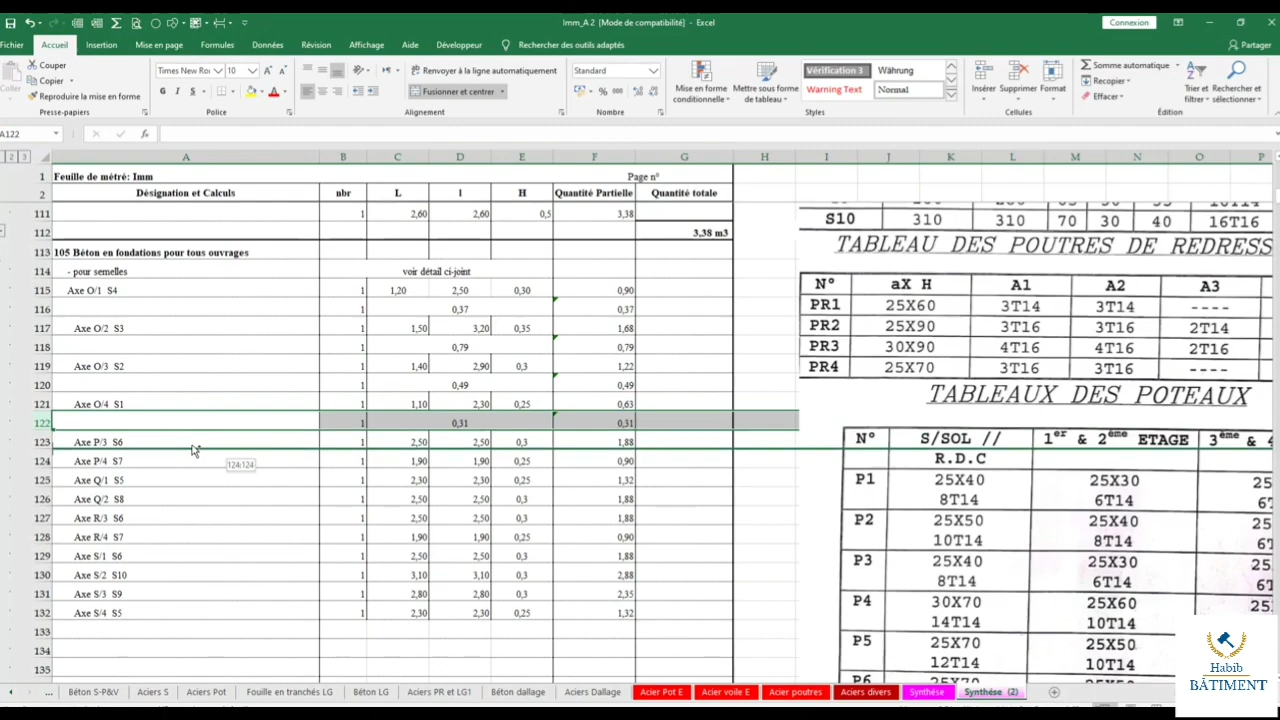 Imm_A 2 [Mode de compatibilité] - Excel
Connexion
Fichier Accueil Insertion Mise en page Formules Données Révision Affichage Aide Développeur Rechercher des outils adaptés Partager
Couper
Copier
Reproduire la mise en forme
Coller
Presse-papiers
Times New Ro 10
G I S
Police
Renvoyer à la ligne automatiquement
Fusionner et centrer
Alignement
Standard
% 000
Nombre
Mise en forme conditionnelle
Mettre sous forme de tableau
Vérification 3 Währung
Warning Text Normal
Styles
Insérer Supprimer Format
Cellules
Somme automatique
Recopier
Effacer
Trier et filtrer
Rechercher et sélectionner
Édition
A122 fx
2 3 A B C D E F G H I J K L M N O P
1 Feuille de métré: Imm Page n°
2 Désignation et Calculs nbr L l H Quantité Partielle Quantité totale
111 1 2,60 2,60 0,5 3,38
112 3,38 m3
113 105 Béton en fondations pour tous ouvrages
114 - pour semelles voir détail ci-joint
115 Axe O/1 S4 1 1,20 2,50 0,30 0,90
116 1 0,37 0,37
117 Axe O/2 S3 1 1,50 3,20 0,35 1,68
118 1 0,79 0,79
119 Axe O/3 S2 1 1,40 2,90 0,3 1,22
120 1 0,49 0,49
121 Axe O/4 S1 1 1,10 2,30 0,25 0,63
122 1 0,31 0,31
123 Axe P/3 S6 1 2,50 2,50 0,3 1,88
124:124
124 Axe P/4 S7 1 1,90 1,90 0,25 0,90
125 Axe Q/1 S5 1 2,30 2,30 0,25 1,32
126 Axe Q/2 S8 1 2,50 2,50 0,3 1,88
127 Axe R/3 S6 1 2,50 2,50 0,3 1,88
128 Axe R/4 S7 1 1,90 1,90 0,25 0,90
129 Axe S/1 S6 1 2,50 2,50 0,3 1,88
130 Axe S/2 S10 1 3,10 3,10 0,3 2,88
131 Axe S/3 S9 1 2,80 2,80 0,3 2,35
132 Axe S/4 S5 1 2,30 2,30 0,25 1,32
133
134
135
S10 310 310 70 30 40 16T16
TABLEAU DES POUTRES DE REDRESS
N° aX H A1 A2 A3
PR1 25X60 3T14 3T14 ----
PR2 25X90 3T16 3T16 2T14
PR3 30X90 4T16 4T16 2T16
PR4 25X70 3T16 3T16 ----
TABLEAUX DES POTEAUX
N° S/SOL // 1er & 2ème ETAGE 3ème & 4
R.D.C
P1 25X40 25X30 25
8T14 6T14 6
P2 25X50 25X40 25
10T14 8T14 6T
P3 25X40 25X30 25
8T14 6T14 6T
P4 30X70 25X60 25
14T14 10T14
P5 25X70 25X50
12T14 10T14
P6 25X70
... Béton S-P&V Aciers S Aciers Pot Fouille en tranchés LG Béton LG Aciers PR et LG1 Béton dallage Aciers Dallage Acier Pot E Acier voile E Acier poutres Aciers divers Synthése Synthése (2)
Habib
BÂTIMENT